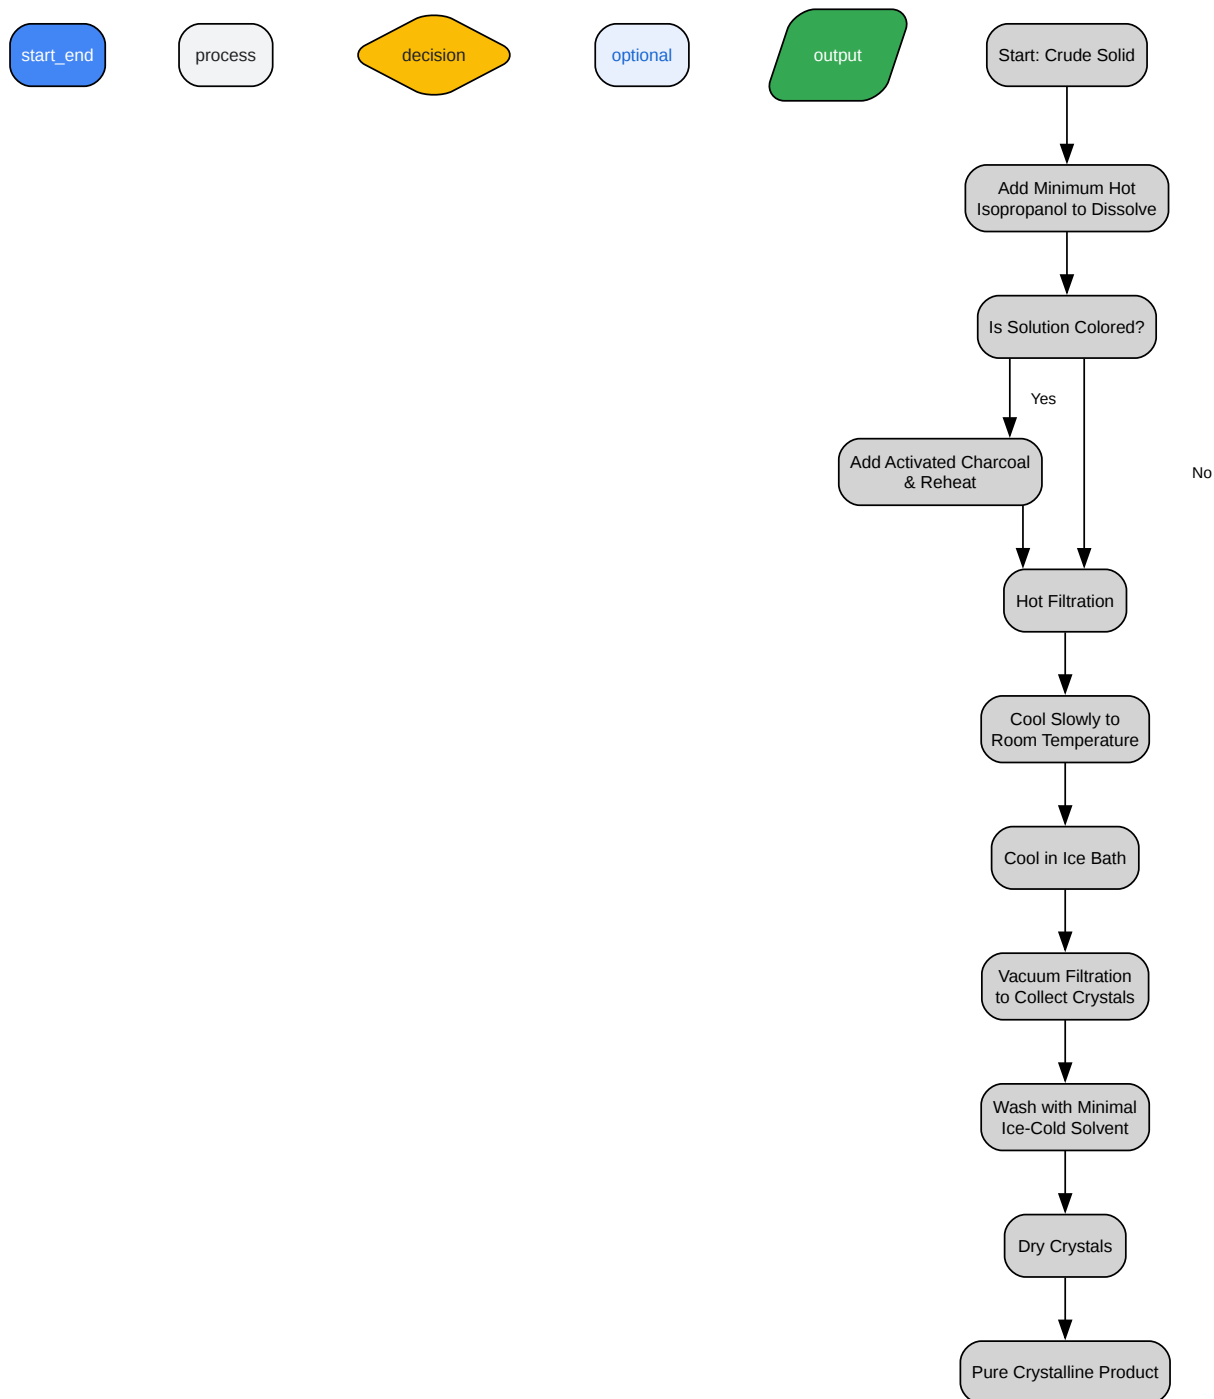 start_end
process
decision
optional
output
Start: Crude Solid
Add Minimum Hot
Isopropanol to Dissolve
Is Solution Colored?
Yes
Add Activated Charcoal
& Reheat
No
Hot Filtration
Cool Slowly to
Room Temperature
Cool in Ice Bath
Vacuum Filtration
to Collect Crystals
Wash with Minimal
Ice-Cold Solvent
Dry Crystals
Pure Crystalline Product